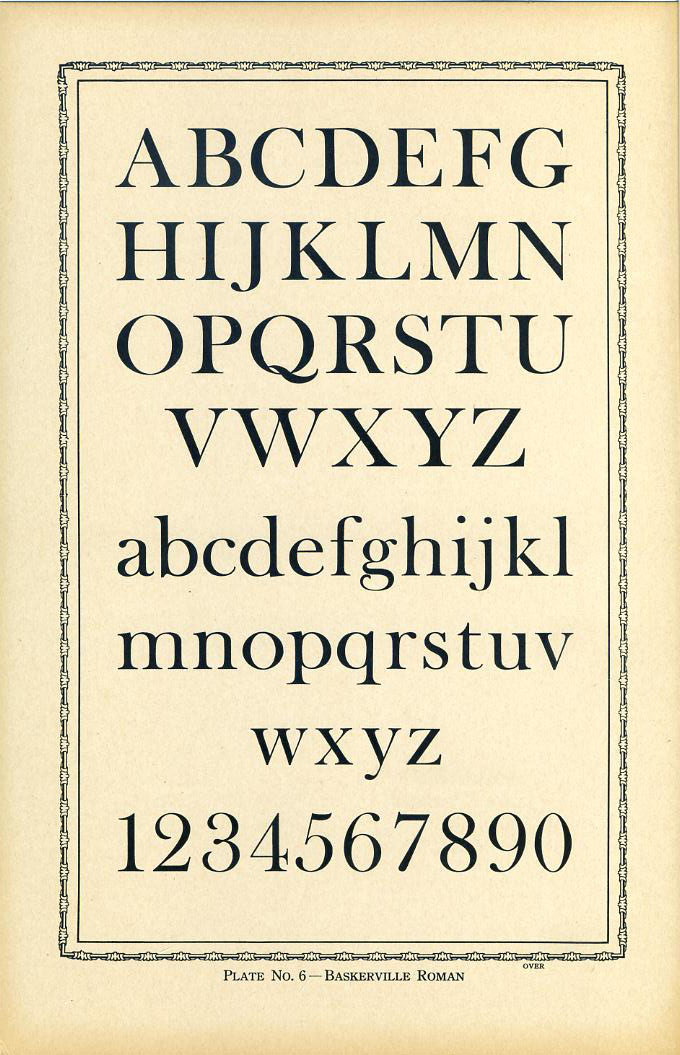 ABCDEFG
HIJKLMN
OPQRSTU
VWXYZ
abcdefghijkl
mnopqrstuv
wxyz
1234567890
OVER
PLATE NO. 6—BASKERVILLE ROMAN